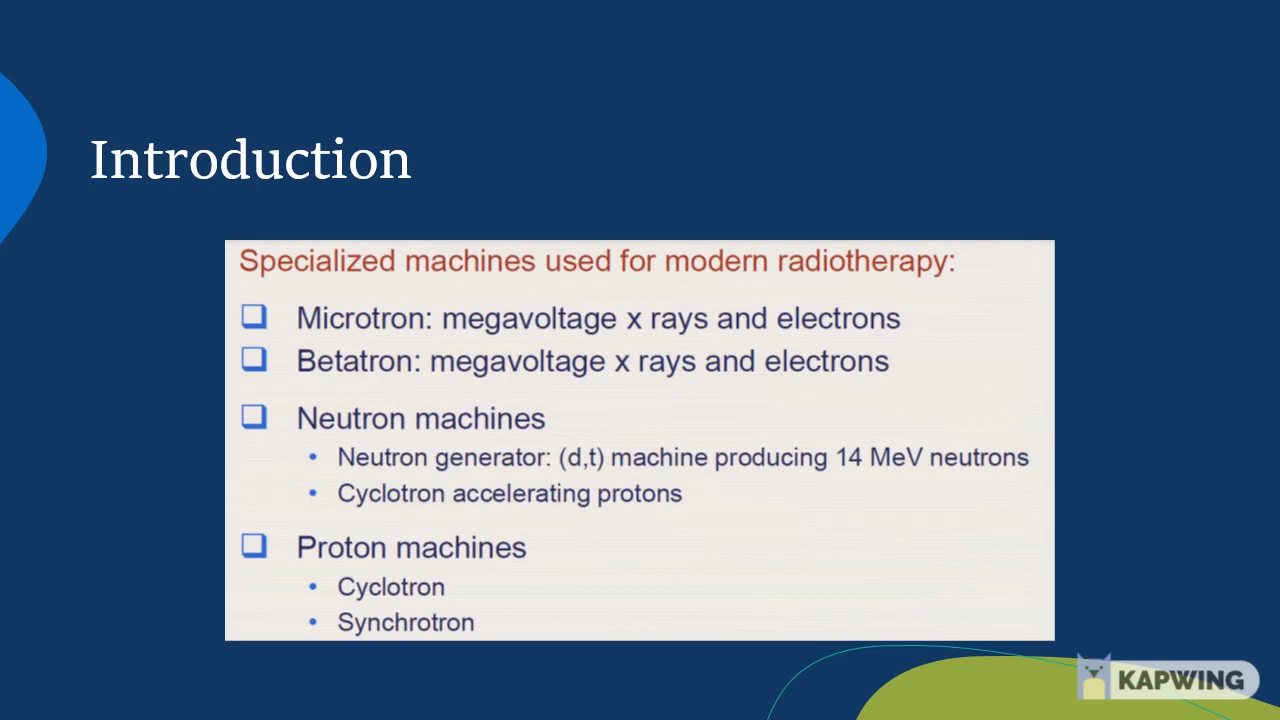 Introduction
Specialized machines used for modern radiotherapy:
Microtron: megavoltage x rays and electrons
Betatron: megavoltage x rays and electrons
Neutron machines
• Neutron generator: (d,t) machine producing 14 MeV neutrons
• Cyclotron accelerating protons
Proton machines
• Cyclotron
• Synchrotron
KAPWING